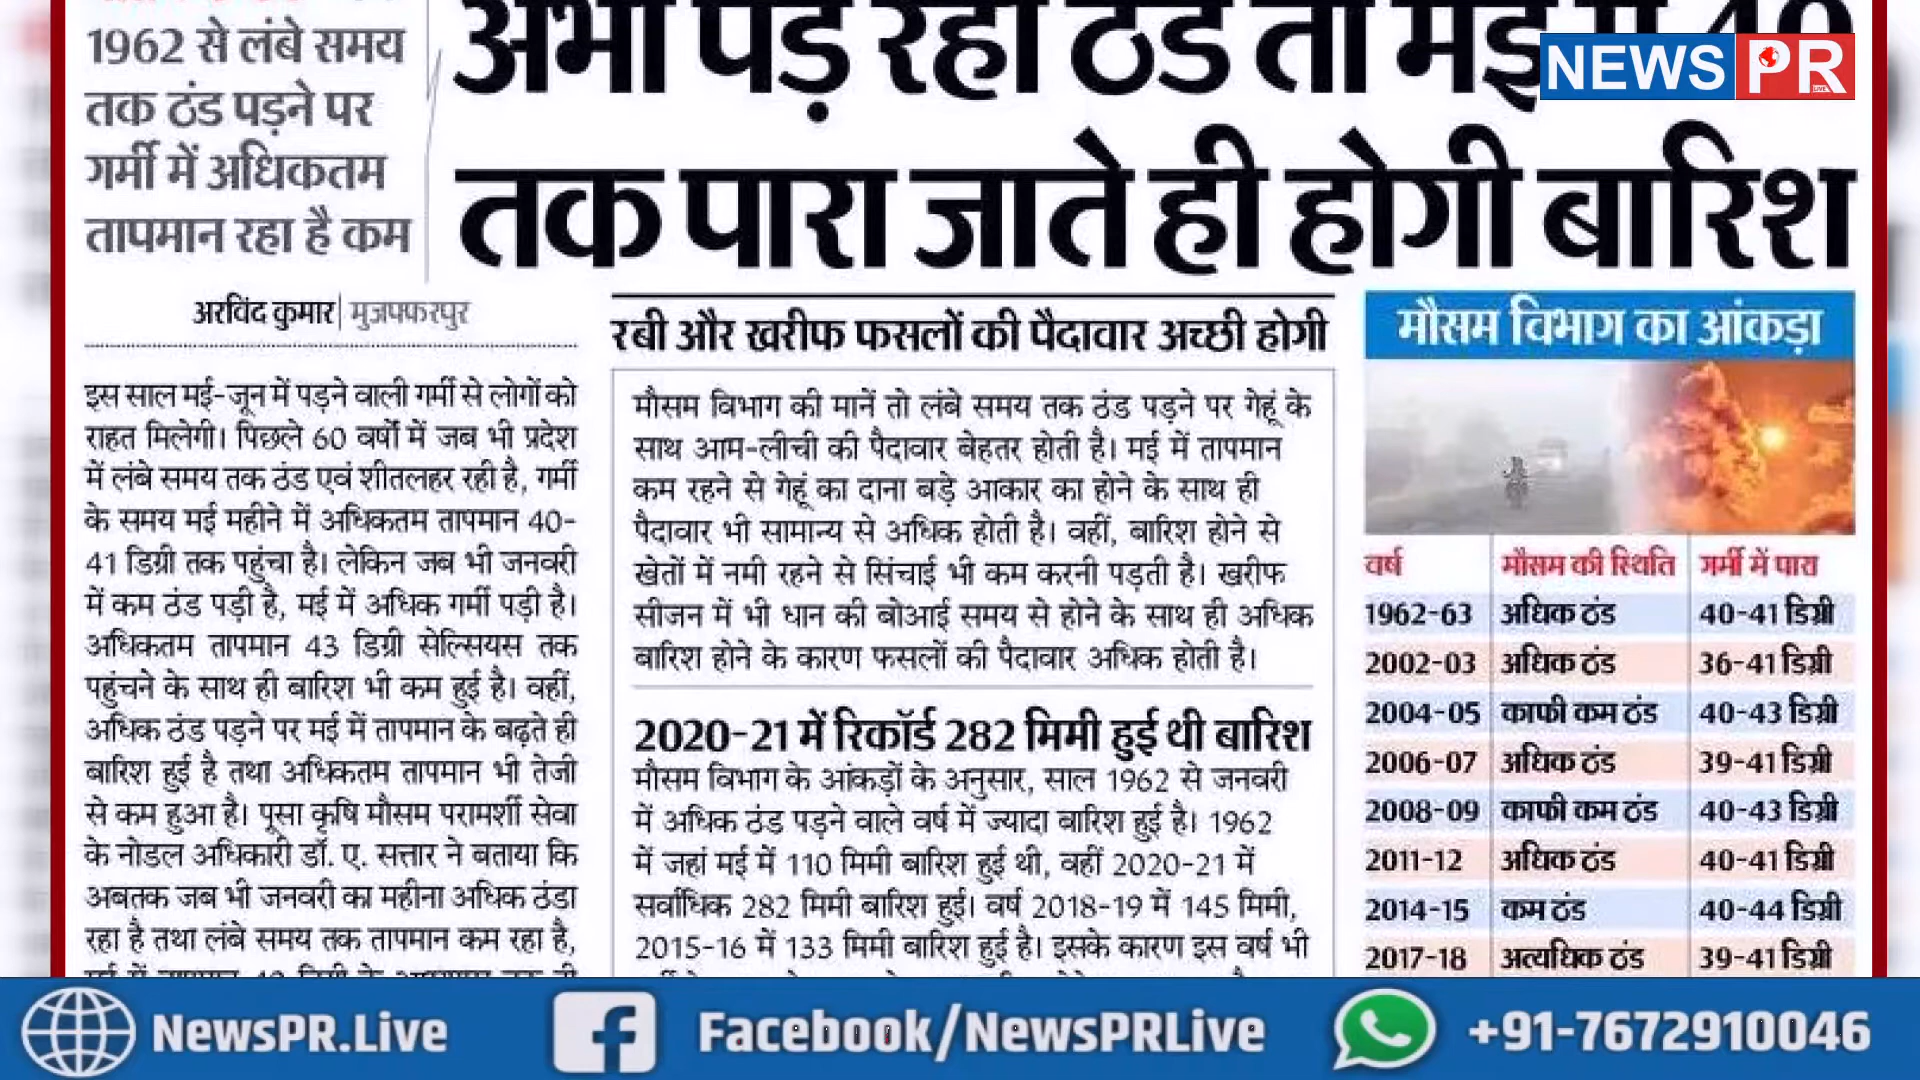 1962 से लंबे समय
तक ठंड पड़ने पर
गर्मी में अधिकतम
तापमान रहा है कम
अभी पड़ रही ठंड तो मई में 40
तक पारा जाते ही होगी बारिश
NEWS PR
LIVE
अरविंद कुमार | मुजफ्फरपुर
इस साल मई-जून में पड़ने वाली गर्मी से लोगों को
राहत मिलेगी। पिछले 60 वर्षों में जब भी प्रदेश
में लंबे समय तक ठंड एवं शीतलहर रही है, गर्मी
के समय मई महीने में अधिकतम तापमान 40-
41 डिग्री तक पहुंचा है। लेकिन जब भी जनवरी
में कम ठंड पड़ी है, मई में अधिक गर्मी पड़ी है।
अधिकतम तापमान 43 डिग्री सेल्सियस तक
पहुंचने के साथ ही बारिश भी कम हुई है। वहीं,
अधिक ठंड पड़ने पर मई में तापमान के बढ़ते ही
बारिश हुई है तथा अधिकतम तापमान भी तेजी
से कम हुआ है। पूसा कृषि मौसम परामर्शी सेवा
के नोडल अधिकारी डॉ. ए. सत्तार ने बताया कि
अबतक जब भी जनवरी का महीना अधिक ठंडा
रहा है तथा लंबे समय तक तापमान कम रहा है,
रबी और खरीफ फसलों की पैदावार अच्छी होगी
मौसम विभाग की मानें तो लंबे समय तक ठंड पड़ने पर गेहूं के
साथ आम-लीची की पैदावार बेहतर होती है। मई में तापमान
कम रहने से गेहूं का दाना बड़े आकार का होने के साथ ही
पैदावार भी सामान्य से अधिक होती है। वहीं, बारिश होने से
खेतों में नमी रहने से सिंचाई भी कम करनी पड़ती है। खरीफ
सीजन में भी धान की बोआई समय से होने के साथ ही अधिक
बारिश होने के कारण फसलों की पैदावार अधिक होती है।
2020-21 में रिकॉर्ड 282 मिमी हुई थी बारिश
मौसम विभाग के आंकड़ों के अनुसार, साल 1962 से जनवरी
में अधिक ठंड पड़ने वाले वर्ष में ज्यादा बारिश हुई है। 1962
में जहां मई में 110 मिमी बारिश हुई थी, वहीं 2020-21 में
सर्वाधिक 282 मिमी बारिश हुई। वर्ष 2018-19 में 145 मिमी,
2015-16 में 133 मिमी बारिश हुई है। इसके कारण इस वर्ष भी
मौसम विभाग का आंकड़ा
वर्ष मौसम की स्थिति गर्मी में पारा
1962-63 अधिक ठंड 40-41 डिग्री
2002-03 अधिक ठंड 36-41 डिग्री
2004-05 काफी कम ठंड 40-43 डिग्री
2006-07 अधिक ठंड 39-41 डिग्री
2008-09 काफी कम ठंड 40-43 डिग्री
2011-12 अधिक ठंड 40-41 डिग्री
2014-15 कम ठंड 40-44 डिग्री
2017-18 अत्यधिक ठंड 39-41 डिग्री
NewsPR.Live
Facebook/NewsPRLive
+91-7672910046